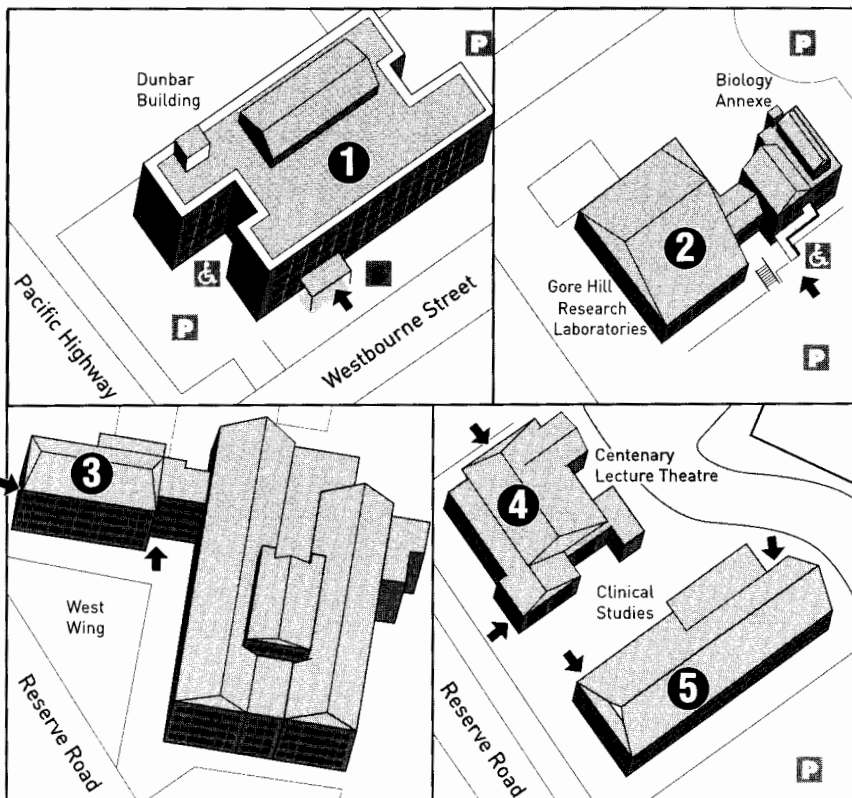 P
Dunbar
Building
1
Pacific Highway
P
Westbourne Street
P
Biology
Annexe
2
Gore Hill
Research
Laboratories
P
3
West
Wing
Reserve Road
Centenary
Lecture Theatre
4
Clinical
Studies
5
Reserve Road
P